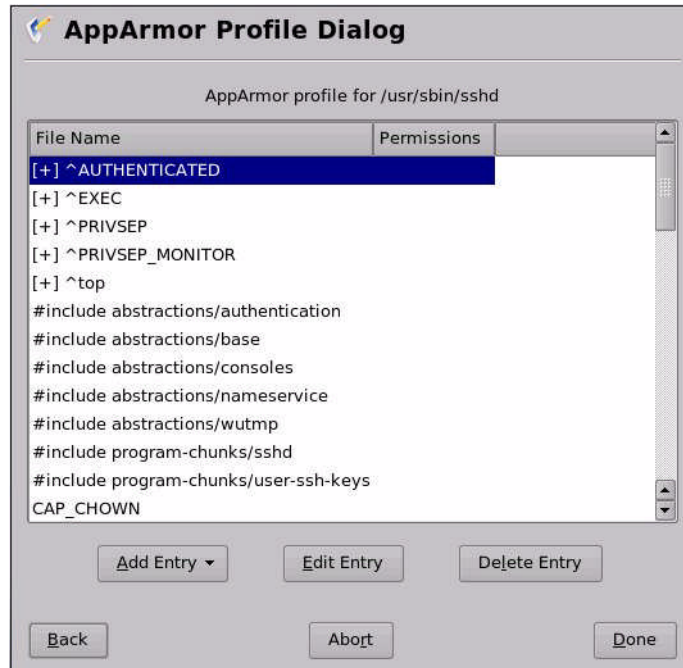 AppArmor Profile Dialog
AppArmor profile for /usr/sbin/sshd
File Name Permissions
[+] ^AUTHENTICATED
[+] ^EXEC
[+] ^PRIVSEP
[+] ^PRIVSEP_MONITOR
[+] ^top
#include abstractions/authentication
#include abstractions/base
#include abstractions/consoles
#include abstractions/nameservice
#include abstractions/wutmp
#include program-chunks/sshd
#include program-chunks/user-ssh-keys
CAP_CHOWN
Add Entry Edit Entry Delete Entry
Back Abort Done